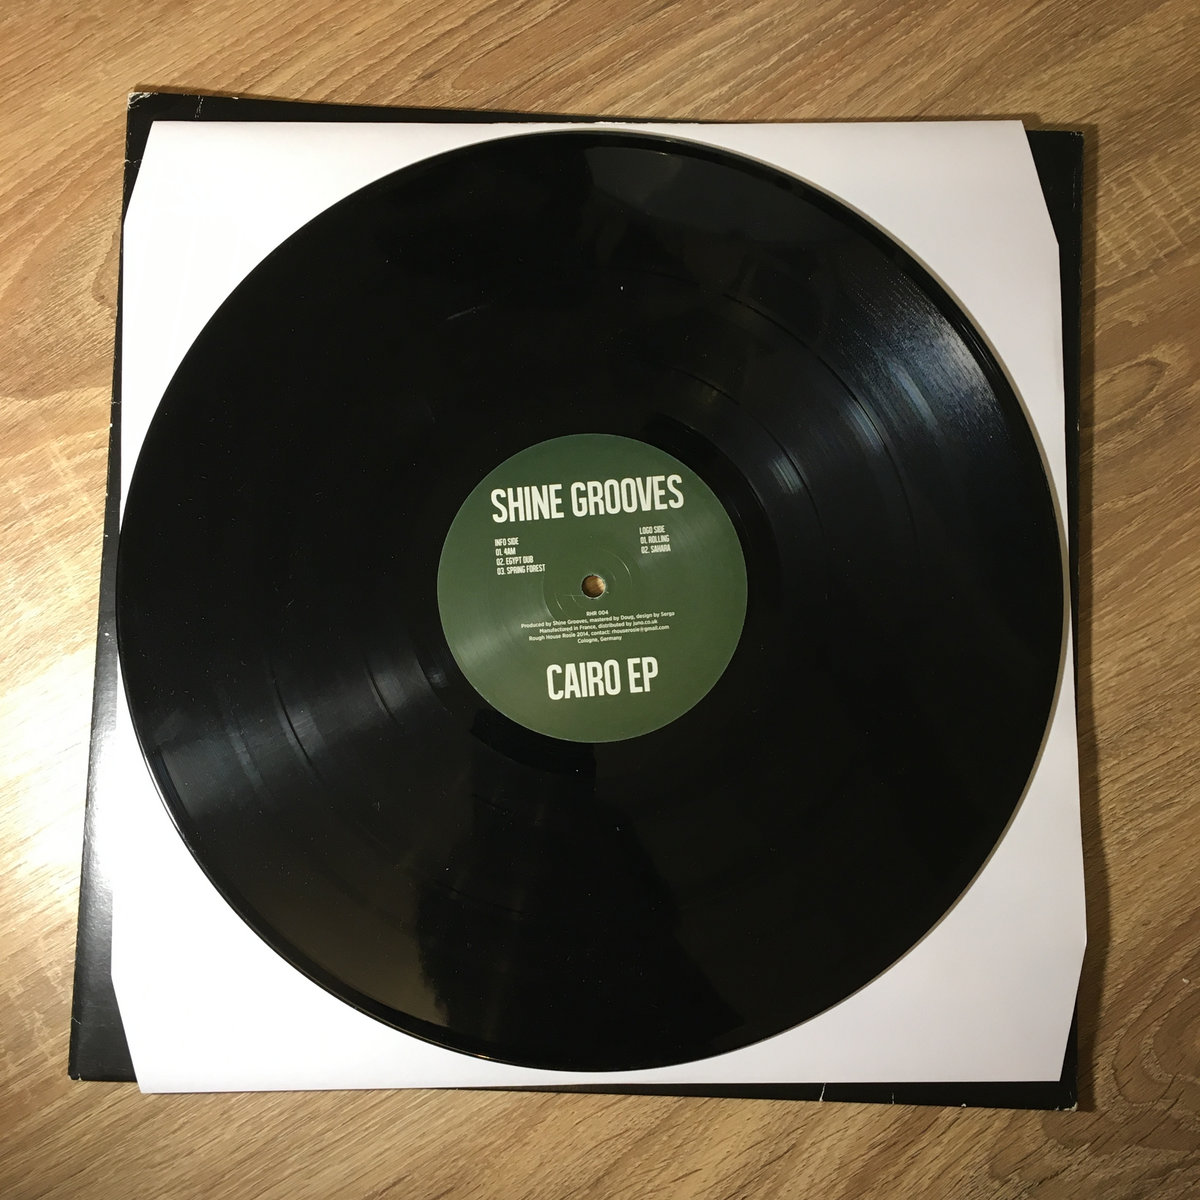 SHINE GROOVES
INFO SIDE
01. 4AM
02. EGYPT DUB
03. SPRING FOREST
LOGO SIDE
01. ROLLING
02. SAHARA
RHR 004
Produced by Shine Grooves, mastered by Doug, design by Serga
Manufactured in France, distributed by juno.co.uk
Rough House Rosie 2014, contact: rhouserosie@gmail.com
Cologne, Germany
CAIRO EP